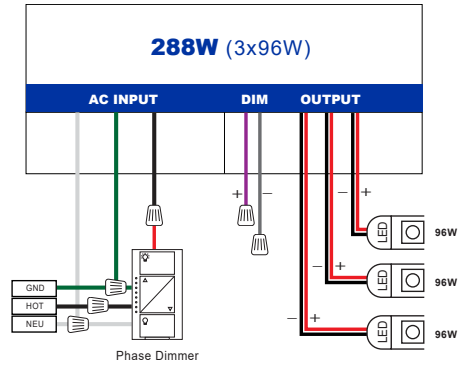 288W (3x96W)
AC INPUT DIM OUTPUT
+ −
− +
LED 96W
− +
LED 96W
GND
HOT
NEU
− +
LED 96W
Phase Dimmer